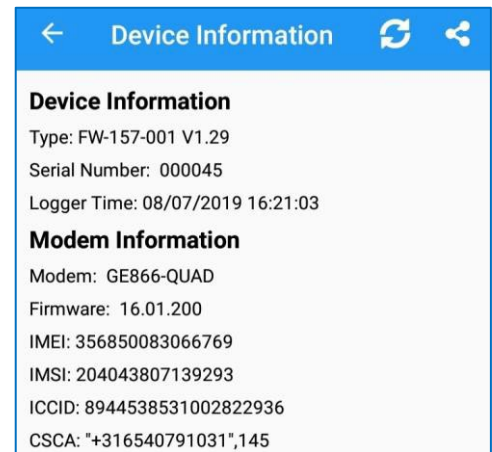 Device Information
Device Information
Type: FW-157-001 V1.29
Serial Number: 000045
Logger Time: 08/07/2019 16:21:03
Modem Information
Modem: GE866-QUAD
Firmware: 16.01.200
IMEI: 356850083066769
IMSI: 204043807139293
ICCID: 8944538531002822936
CSCA: "+316540791031",145